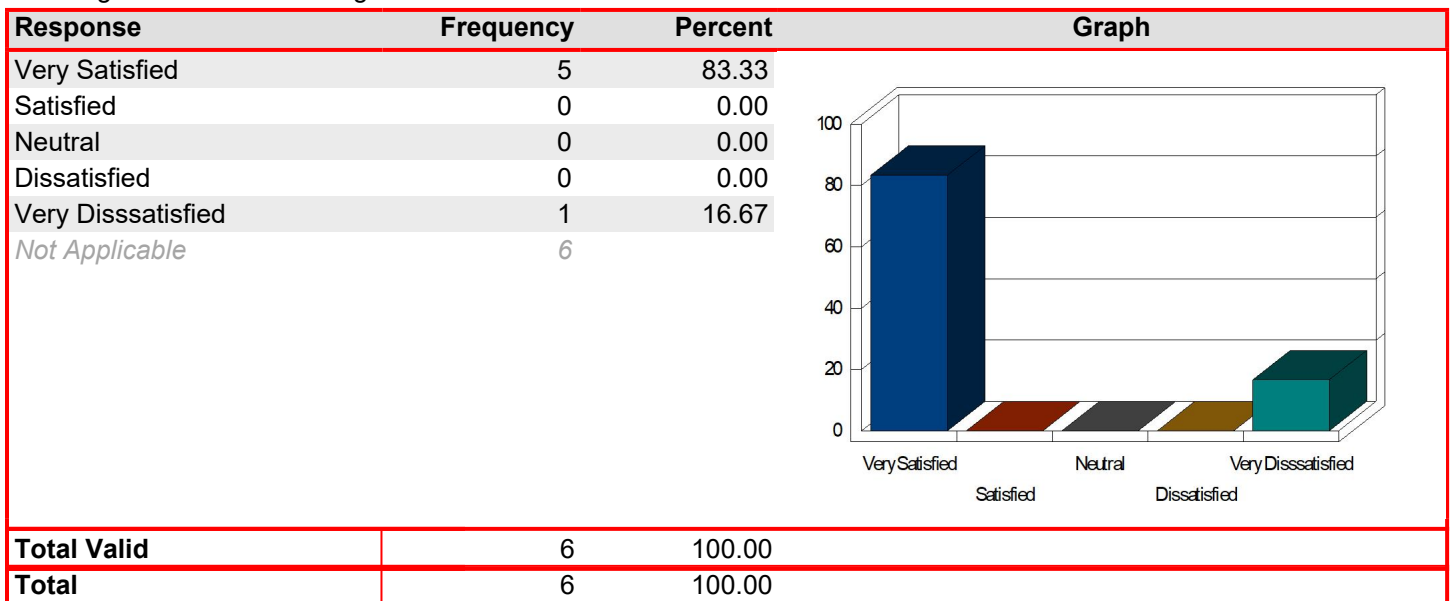 Response Frequency Percent Graph
Very Satisfied 5 83.33
Satisfied 0 0.00
Neutral 0 0.00
Dissatisfied 0 0.00
Very Disssatisfied 1 16.67
Not Applicable 6
100
80
60
40
20
0
Very Satisfied Neutral Very Disssatisfied
Satisfied Dissatisfied
Total Valid 6 100.00
Total 6 100.00